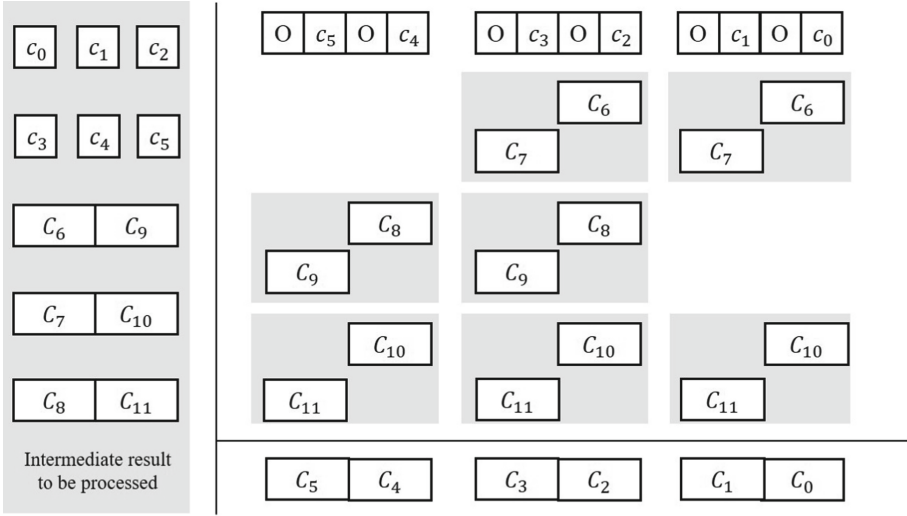 c₀ c₁ c₂
c₃ c₄ c₅
C₆ C₉
C₇ C₁₀
C₈ C₁₁
Intermediate result
to be processed
O c₅ O c₄ O c₃ O c₂ O c₁ O c₀
C₆ C₆
C₇ C₇
C₈ C₈
C₉ C₉
C₁₀ C₁₀ C₁₀
C₁₁ C₁₁ C₁₁
C₅ C₄ C₃ C₂ C₁ C₀